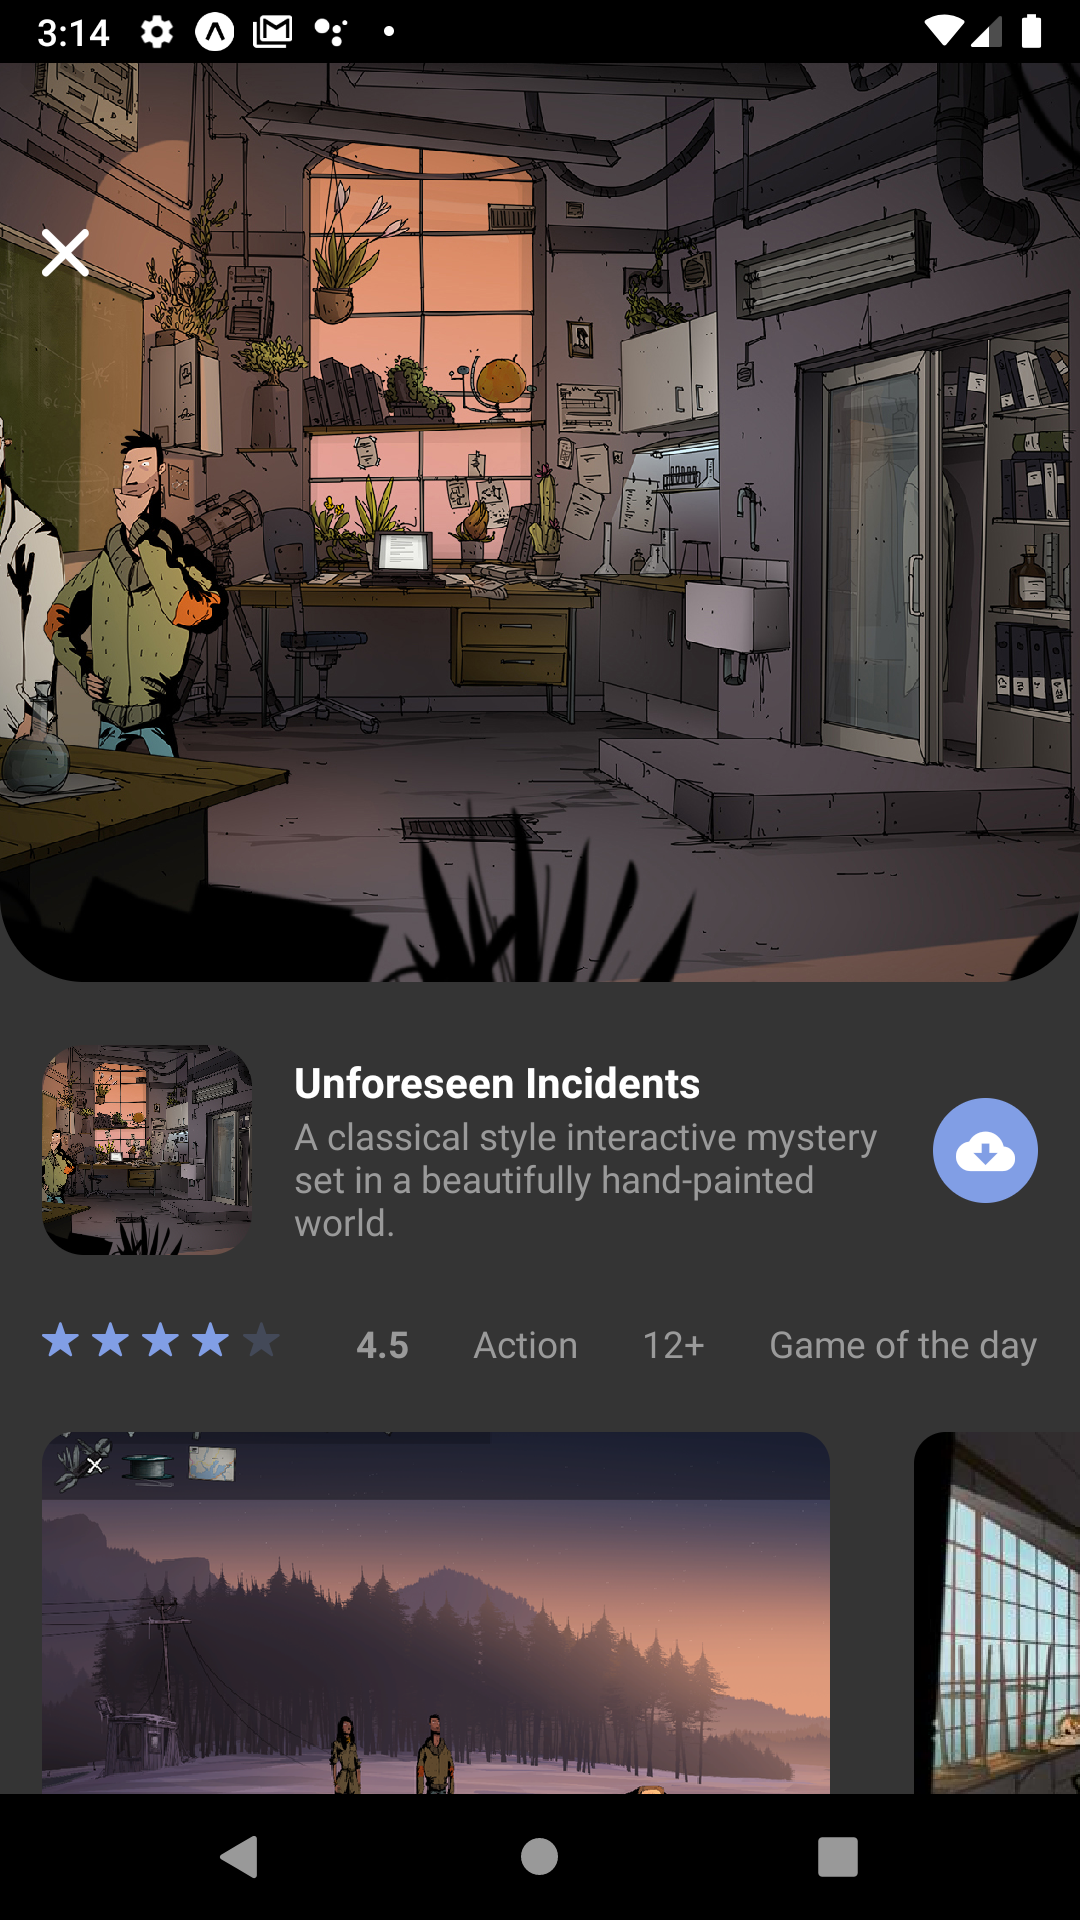 3:14
Unforeseen Incidents
A classical style interactive mystery
set in a beautifully hand-painted
world.
4.5 Action 12+ Game of the day